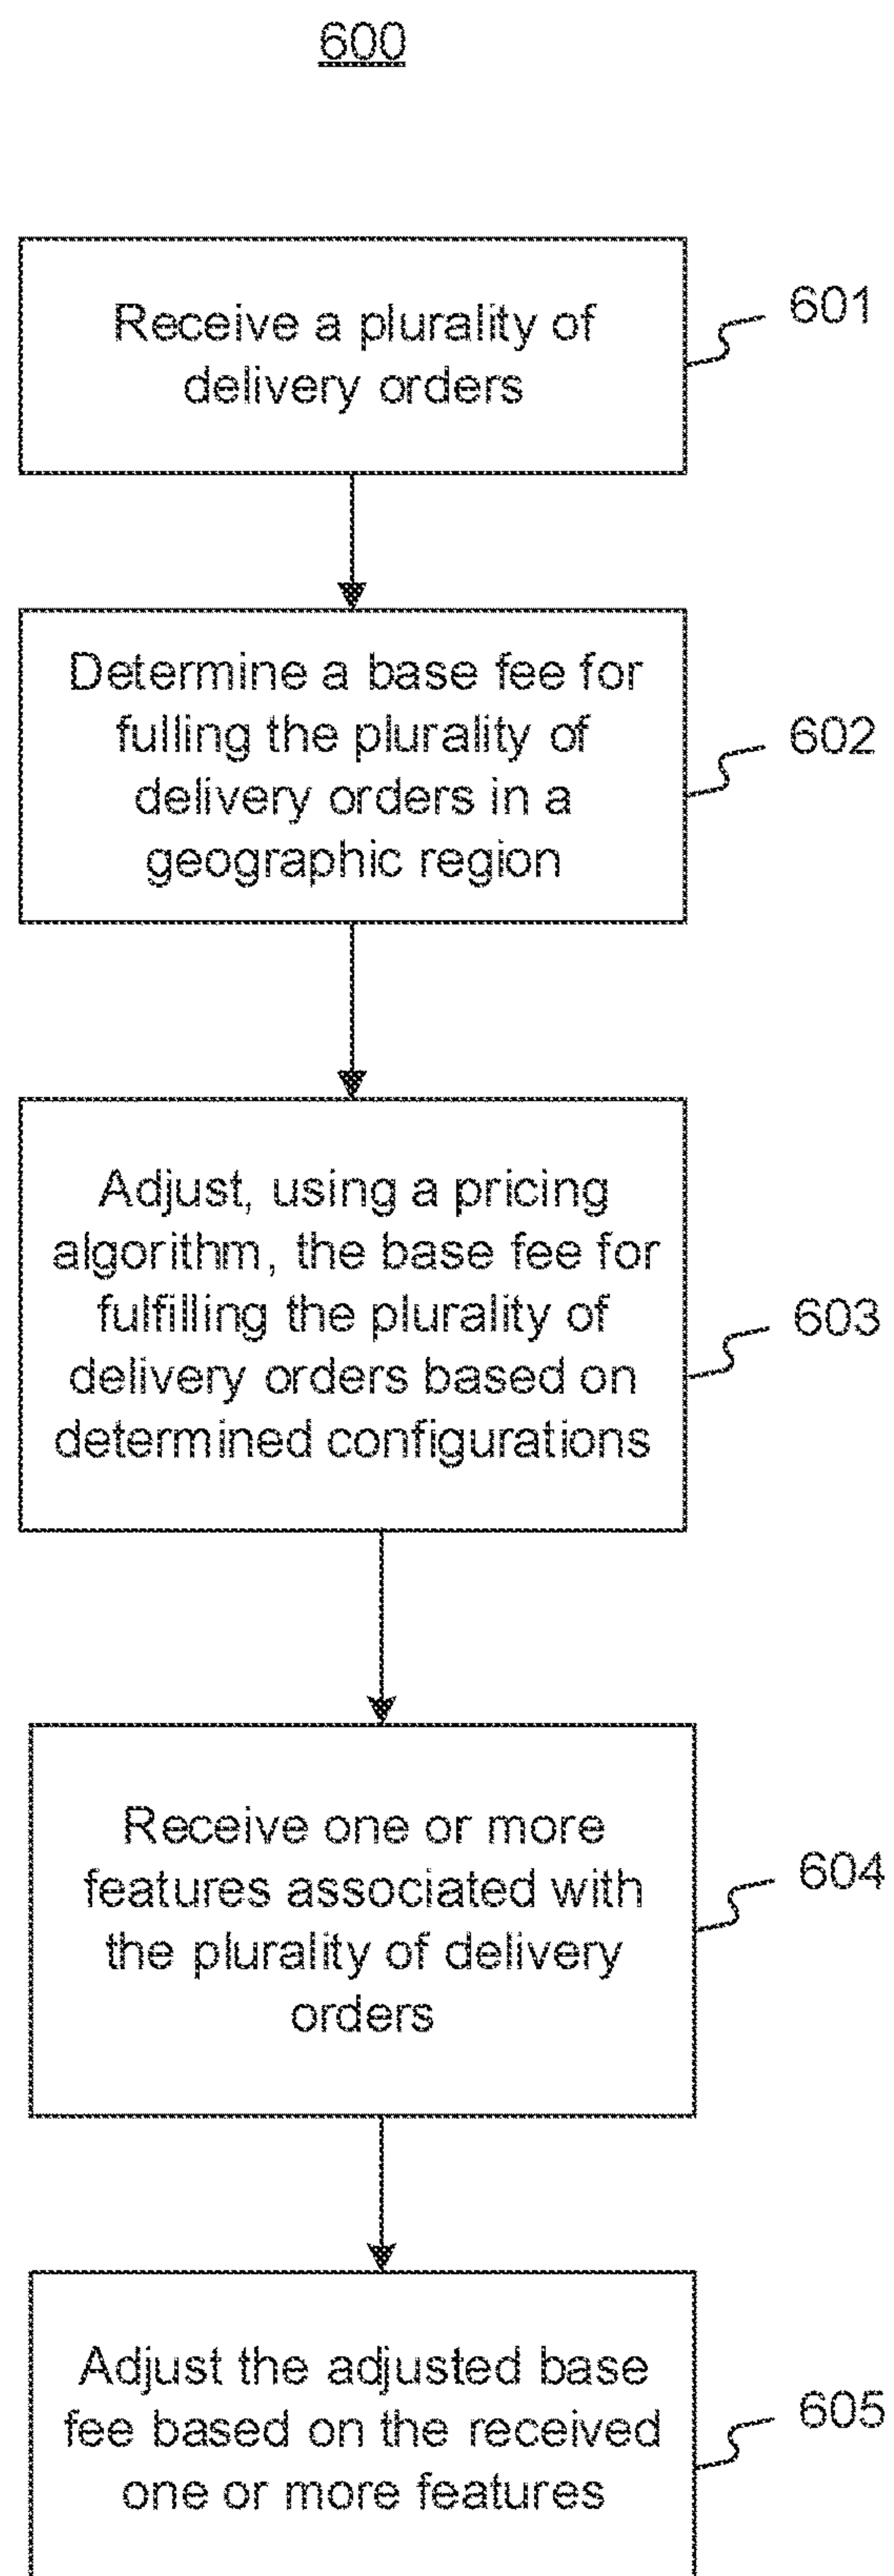 600
Receive a plurality of
delivery orders
601
Determine a base fee for
fulling the plurality of
delivery orders in a
geographic region
602
Adjust, using a pricing
algorithm, the base fee for
fulfilling the plurality of
delivery orders based on
determined configurations
603
Receive one or more
features associated with
the plurality of delivery
orders
604
Adjust the adjusted base
fee based on the received
one or more features
605